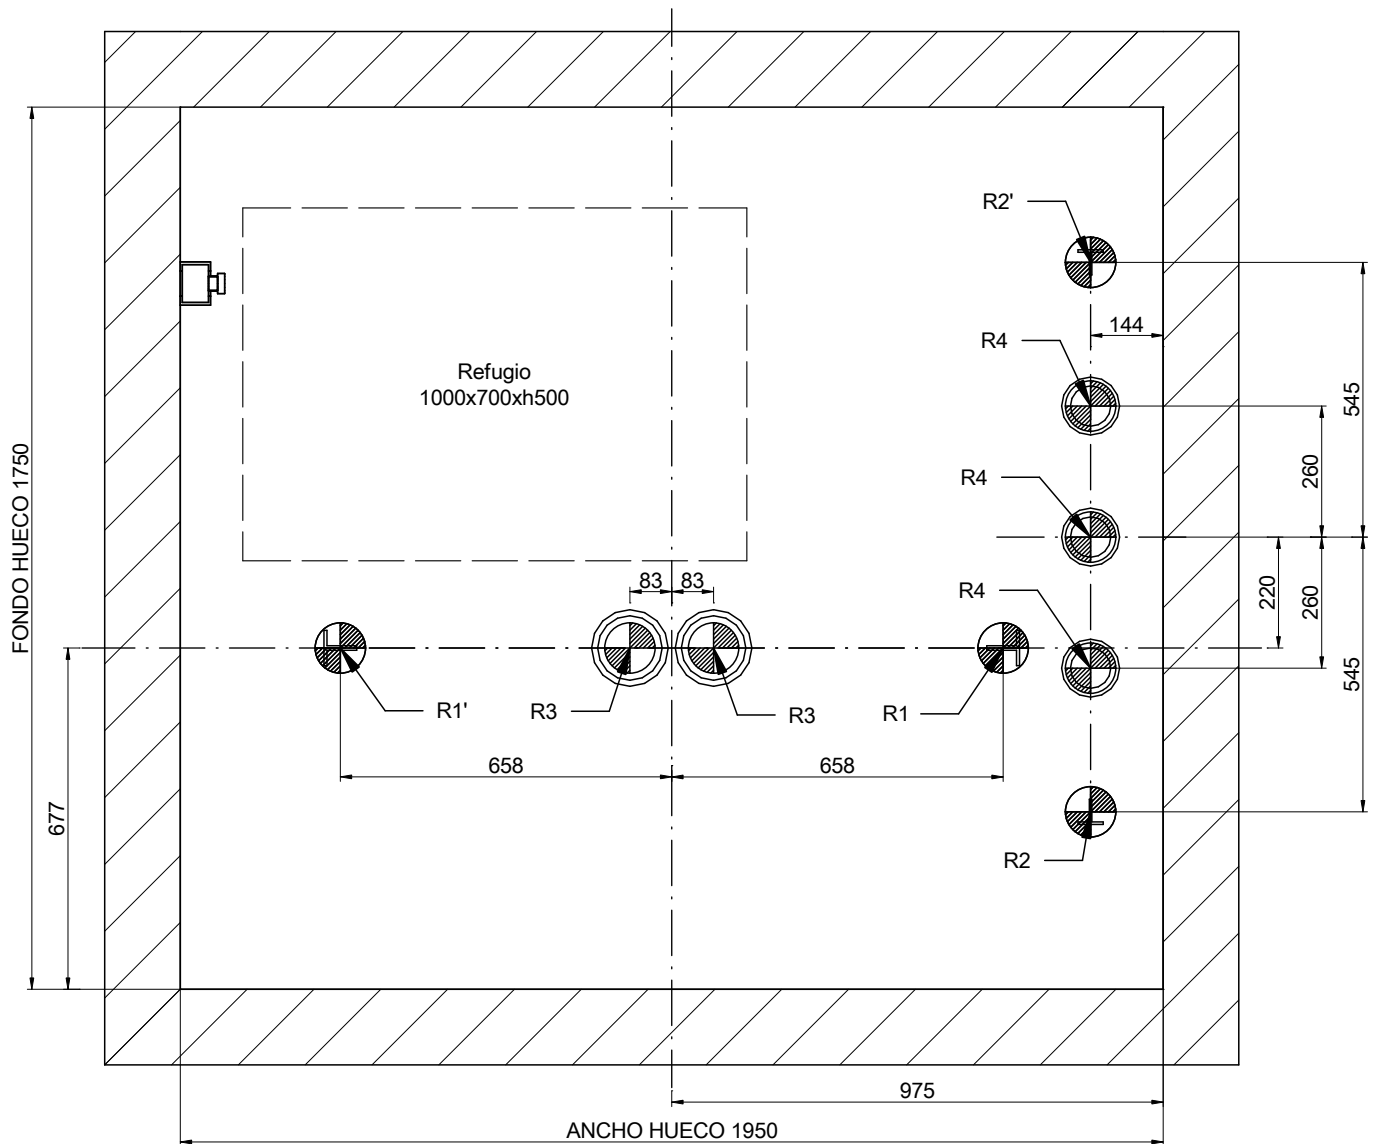 R2'
144
R4
Refugio
1000x700xh500
545
260
FONDO HUECO 1750
R4
83
83
R4
220
260
545
R1'
R3
R3
R1
658
658
677
R2
975
ANCHO HUECO 1950